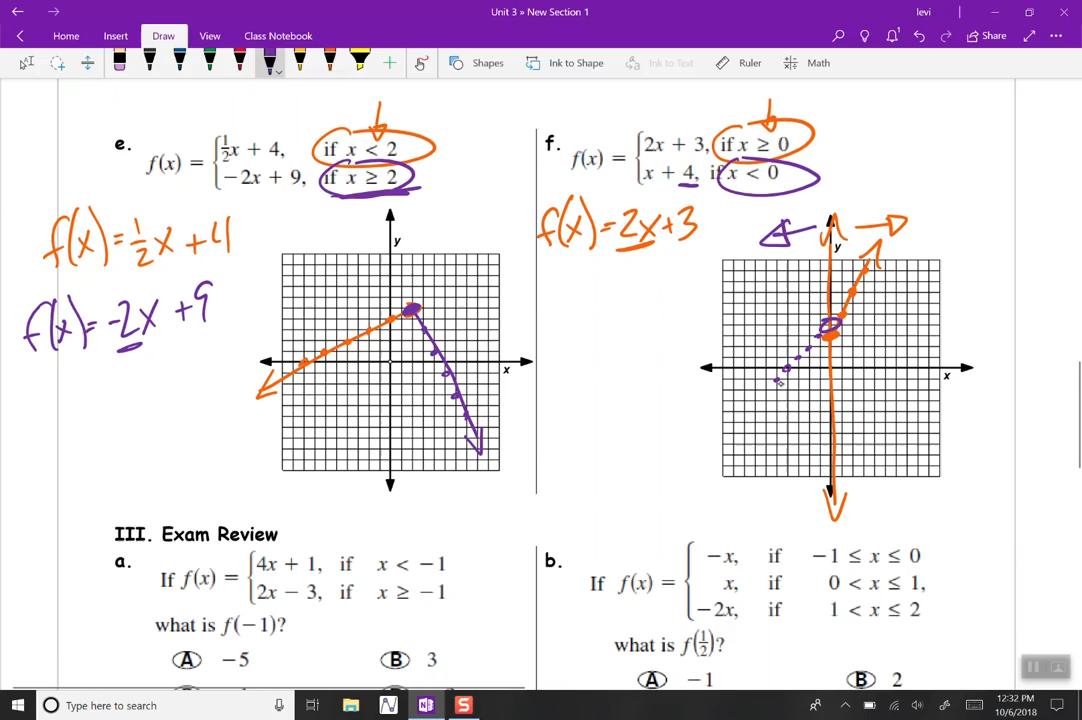 Unit 3 » New Section 1
levi
Home Insert Draw View Class Notebook
Share
Shapes Ink to Shape Ink to Text Ruler Math
e. f(x) = { 1/2x + 4, if x < 2
−2x + 9, if x ≥ 2
f(x)=1/2x+4
f(x)=-2x+9
y
x
f. f(x) = { 2x + 3, if x ≥ 0
x + 4, if x < 0
f(x)=2x+3
y
x
III. Exam Review
a. If f(x) = { 4x + 1, if x < −1
2x − 3, if x ≥ −1
what is f(−1)?
A −5 B 3
b. If f(x) = { −x, if −1 ≤ x ≤ 0
x, if 0 < x ≤ 1,
−2x, if 1 < x ≤ 2
what is f(1/2)?
A −1 B 2
Type here to search
12:32 PM
10/6/2018